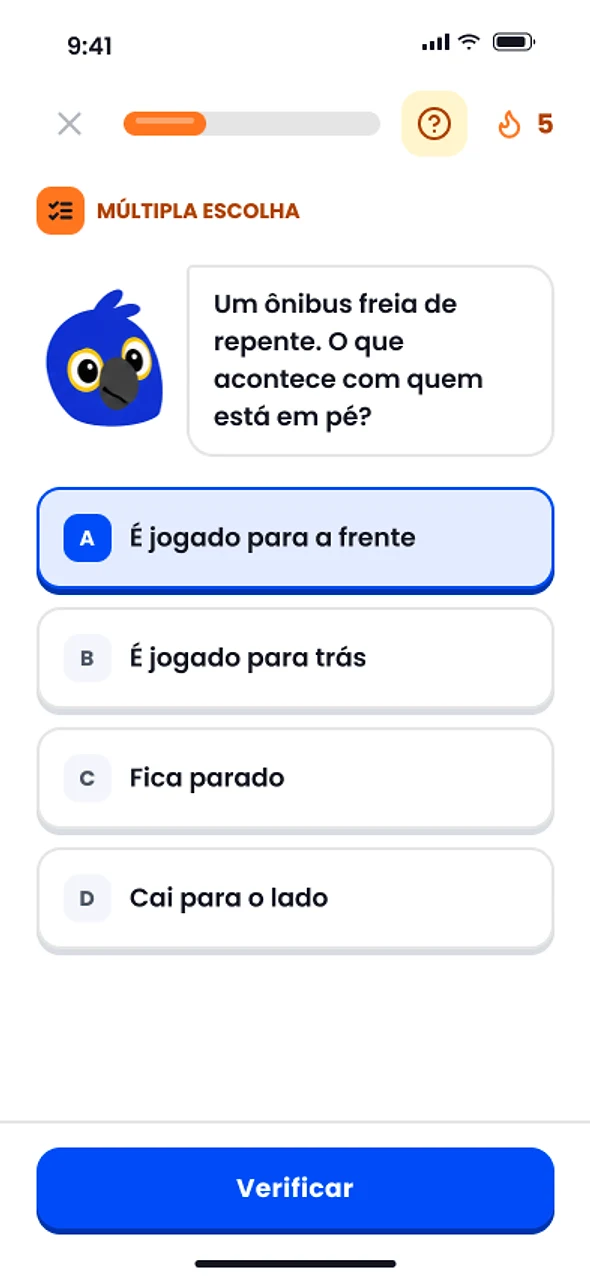 9:41
5
MÚLTIPLA ESCOLHA
Um ônibus freia de
repente. O que
acontece com quem
está em pé?
A É jogado para a frente
B É jogado para trás
C Fica parado
D Cai para o lado
Verificar